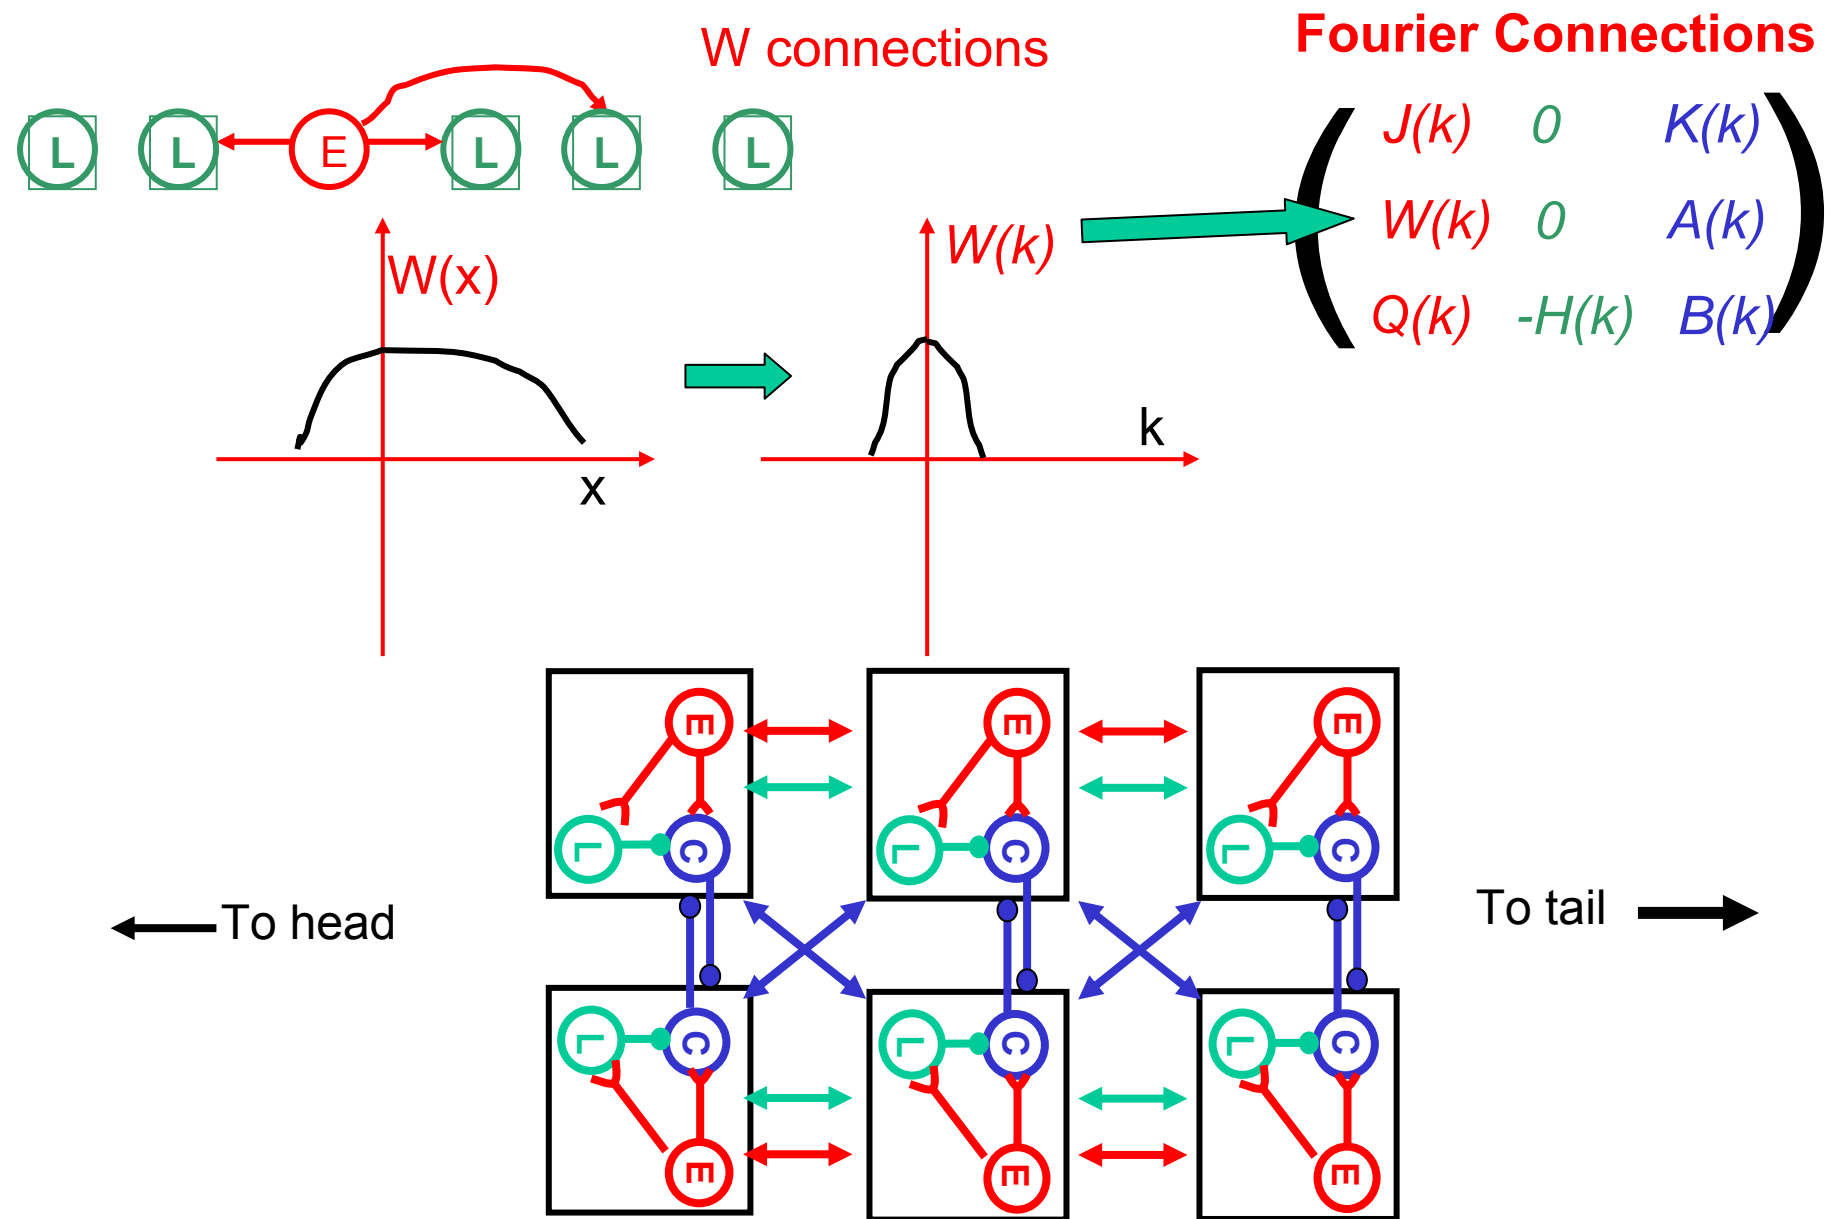 W connections
Fourier Connections
L L E L L L
J(k) 0 K(k)
W(k) 0 A(k)
Q(k) -H(k) B(k)
W(x)
W(k)
x
k
E E E
L C L C L C
To head
To tail
L C L C L C
E E E